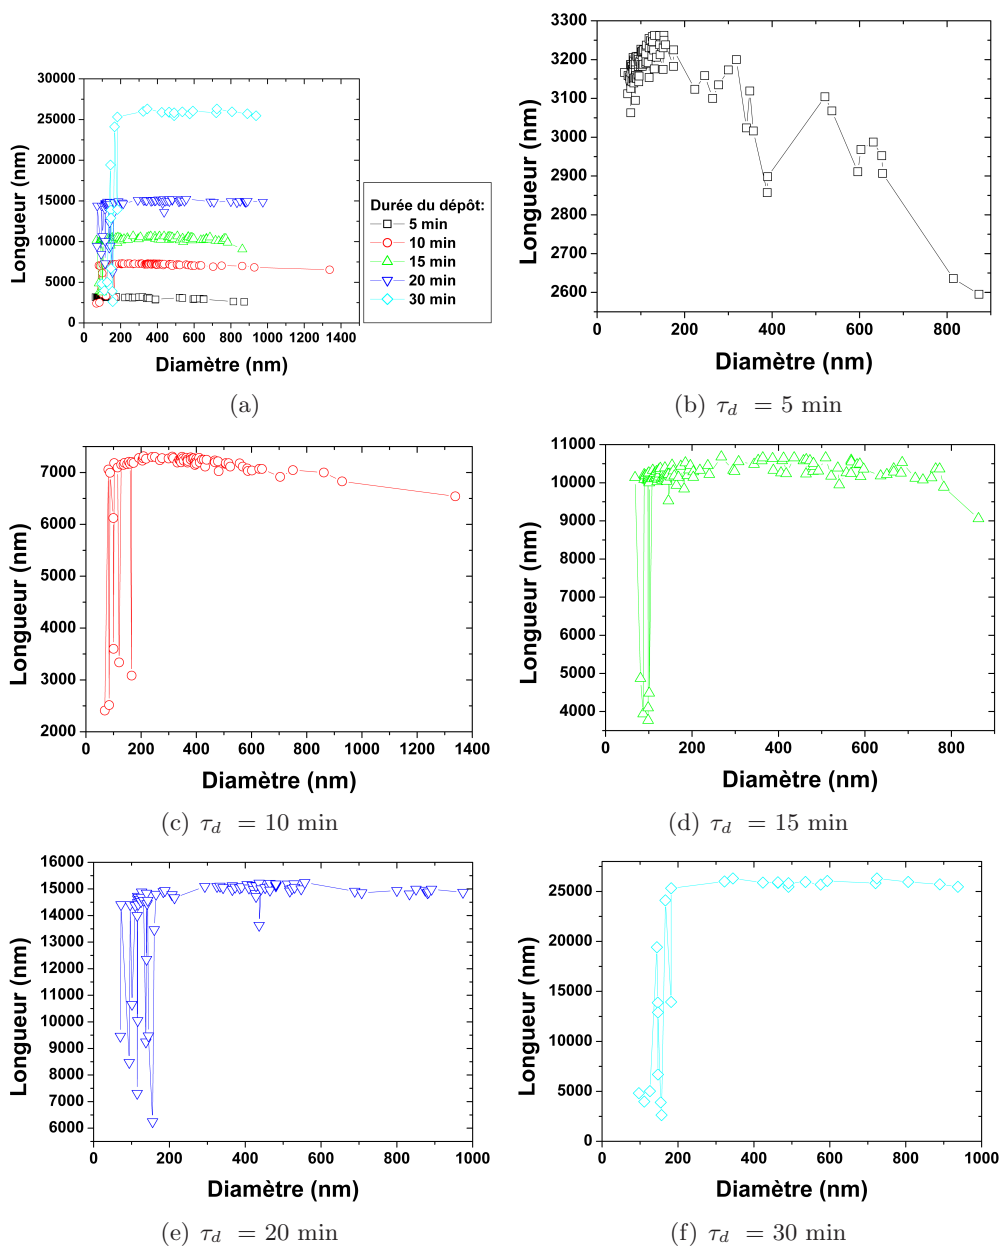 30000
25000
20000
15000
10000
5000
0
0 200 400 600 800 1000 1200 1400
Longueur (nm)
Diamètre (nm)
Durée du dépôt:
5 min
10 min
15 min
20 min
30 min
(a)
3300
3200
3100
3000
2900
2800
2700
2600
0 200 400 600 800
Longueur (nm)
Diamètre (nm)
(b) τd = 5 min
7000
6000
5000
4000
3000
2000
0 200 400 600 800 1000 1200 1400
Longueur (nm)
Diamètre (nm)
(c) τd = 10 min
11000
10000
9000
8000
7000
6000
5000
4000
0 200 400 600 800
Longueur (nm)
Diamètre (nm)
(d) τd = 15 min
16000
15000
14000
13000
12000
11000
10000
9000
8000
7000
6000
0 200 400 600 800 1000
Longueur (nm)
Diamètre (nm)
(e) τd = 20 min
25000
20000
15000
10000
5000
0
0 200 400 600 800 1000
Longueur (nm)
Diamètre (nm)
(f) τd = 30 min